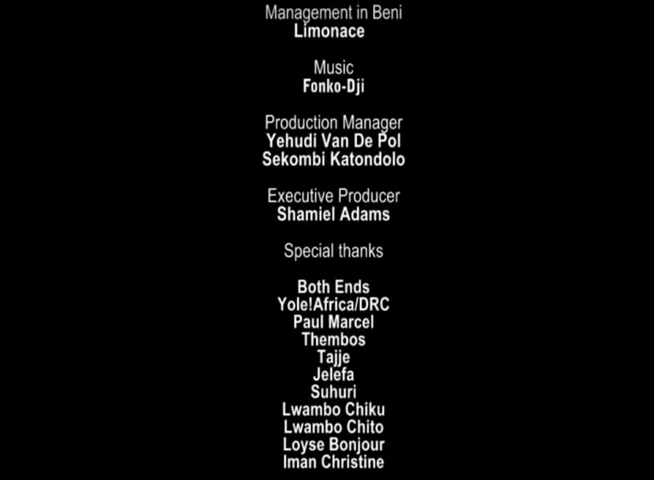 Management in Beni
Limonace
Music
Fonko-Dji
Production Manager
Yehudi Van De Pol
Sekombi Katondolo
Executive Producer
Shamiel Adams
Special thanks
Both Ends
Yole!Africa/DRC
Paul Marcel
Thembos
Tajje
Jelefa
Suhuri
Lwambo Chiku
Lwambo Chito
Loyse Bonjour
Iman Christine